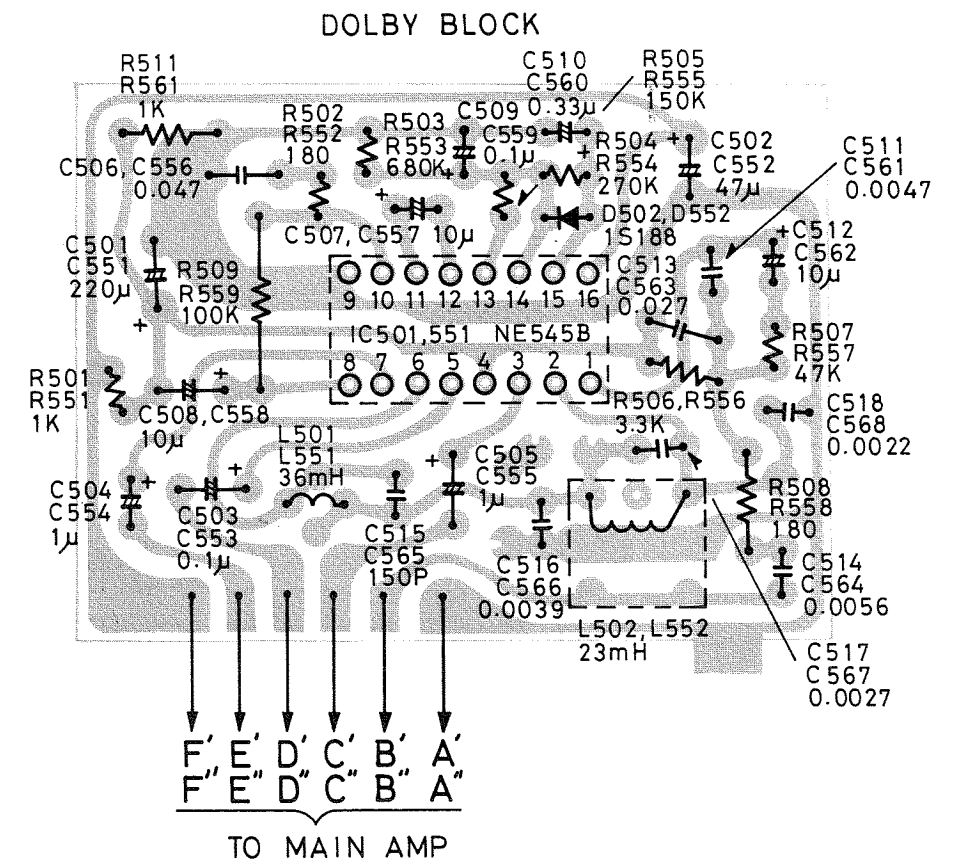 DOLBY BLOCK
R511
R561
1K
C510
C560
0.33µ
R505
R555
150K
R502
R552
180
R503
R553
680K
C509
C559
0.1µ
R504
R554
270K
+
C502
C552
47µ
C511
C561
0.0047
C506, C556
0.047
+
+
+
C507, C557 10µ
D502, D552
1S188
C501
C551
220µ
+
R509
R559
100K
9 10 11 12 13 14 15 16
IC501,551 NE545B
8 7 6 5 4 3 2 1
C513
C563
0.027
+
C512
C562
10µ
R507
R557
47K
R501
R551
1K
+
C508, C558
10µ
R506, R556
3.3K
C518
C568
0.0022
L501
L551
36mH
+
C505
C555
1µ
C504
C554
1µ
+
+
C503
C553
0.1µ
C515
C565
150P
C516
C566
0.0039
R508
R558
180
C514
C564
0.0056
L502, L552
23mH
C517
C567
0.0027
F' E' D' C' B' A'
F" E" D" C" B" A"
TO MAIN AMP